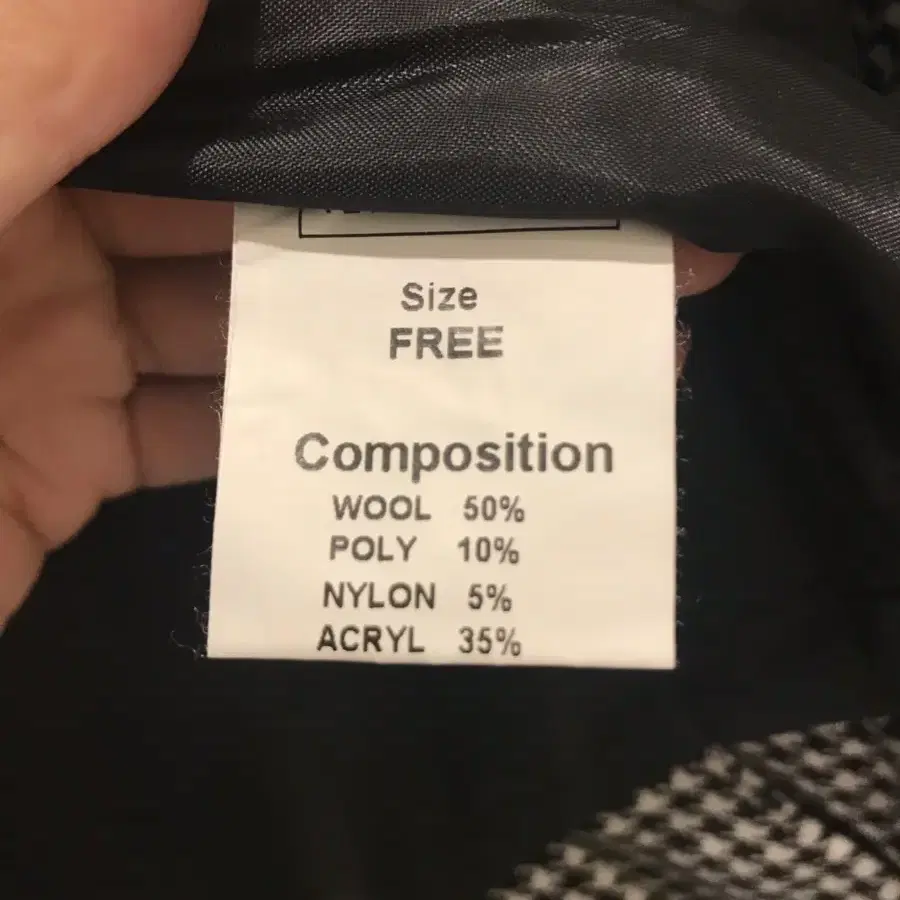 Size
FREE
Composition
WOOL 50%
POLY 10%
NYLON 5%
ACRYL 35%